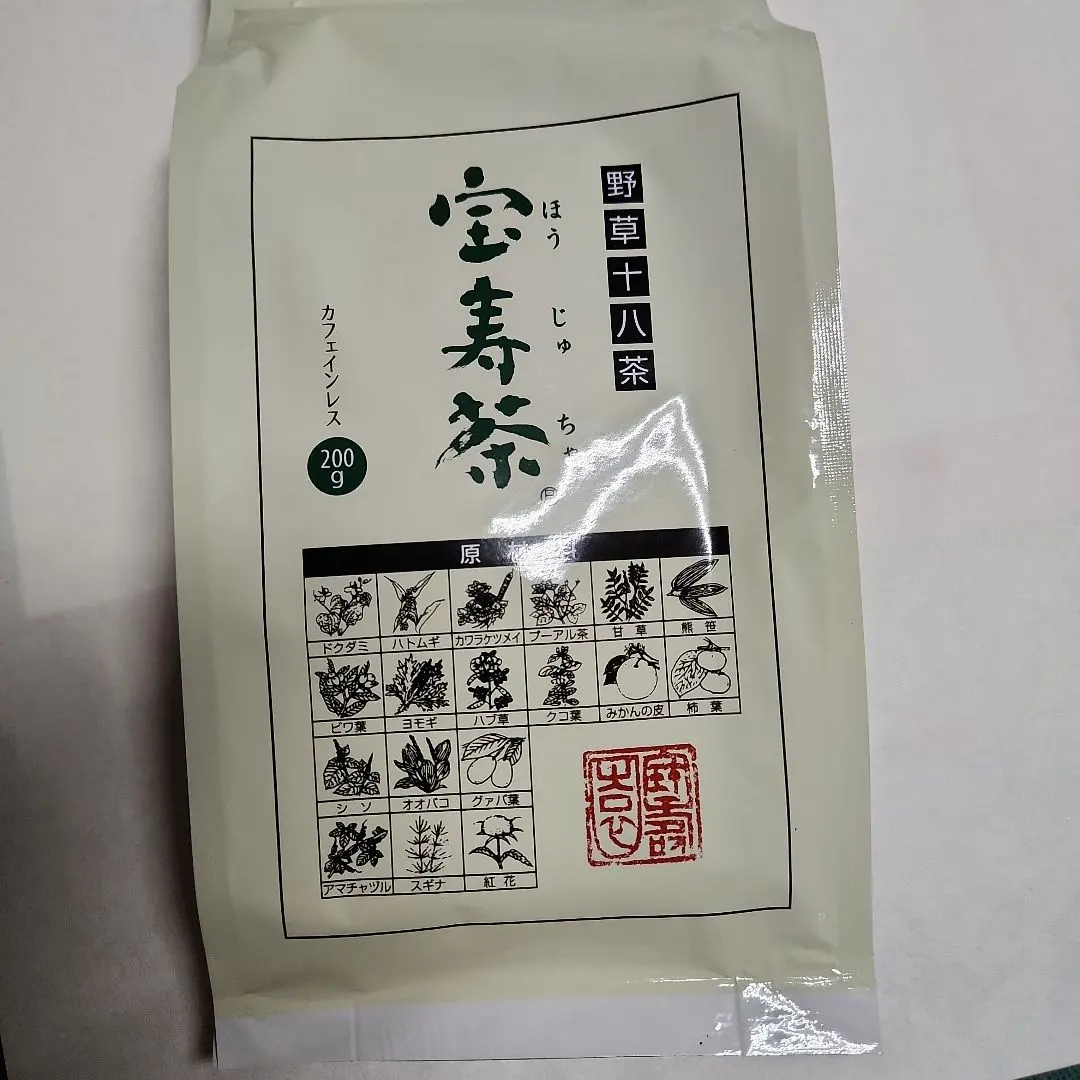 野草十八茶
宝寿茶
ほうじゅ
カフェインレス
200
g
原
ドクダミ
ハトムギ
カワラケツメイ
プーアル茶
甘草
熊笹
ビワ葉
ヨモギ
ハブ草
クコ葉
みかんの皮
柿葉
シソ
オオバコ
グァバ葉
アマチャヅル
スギナ
紅花